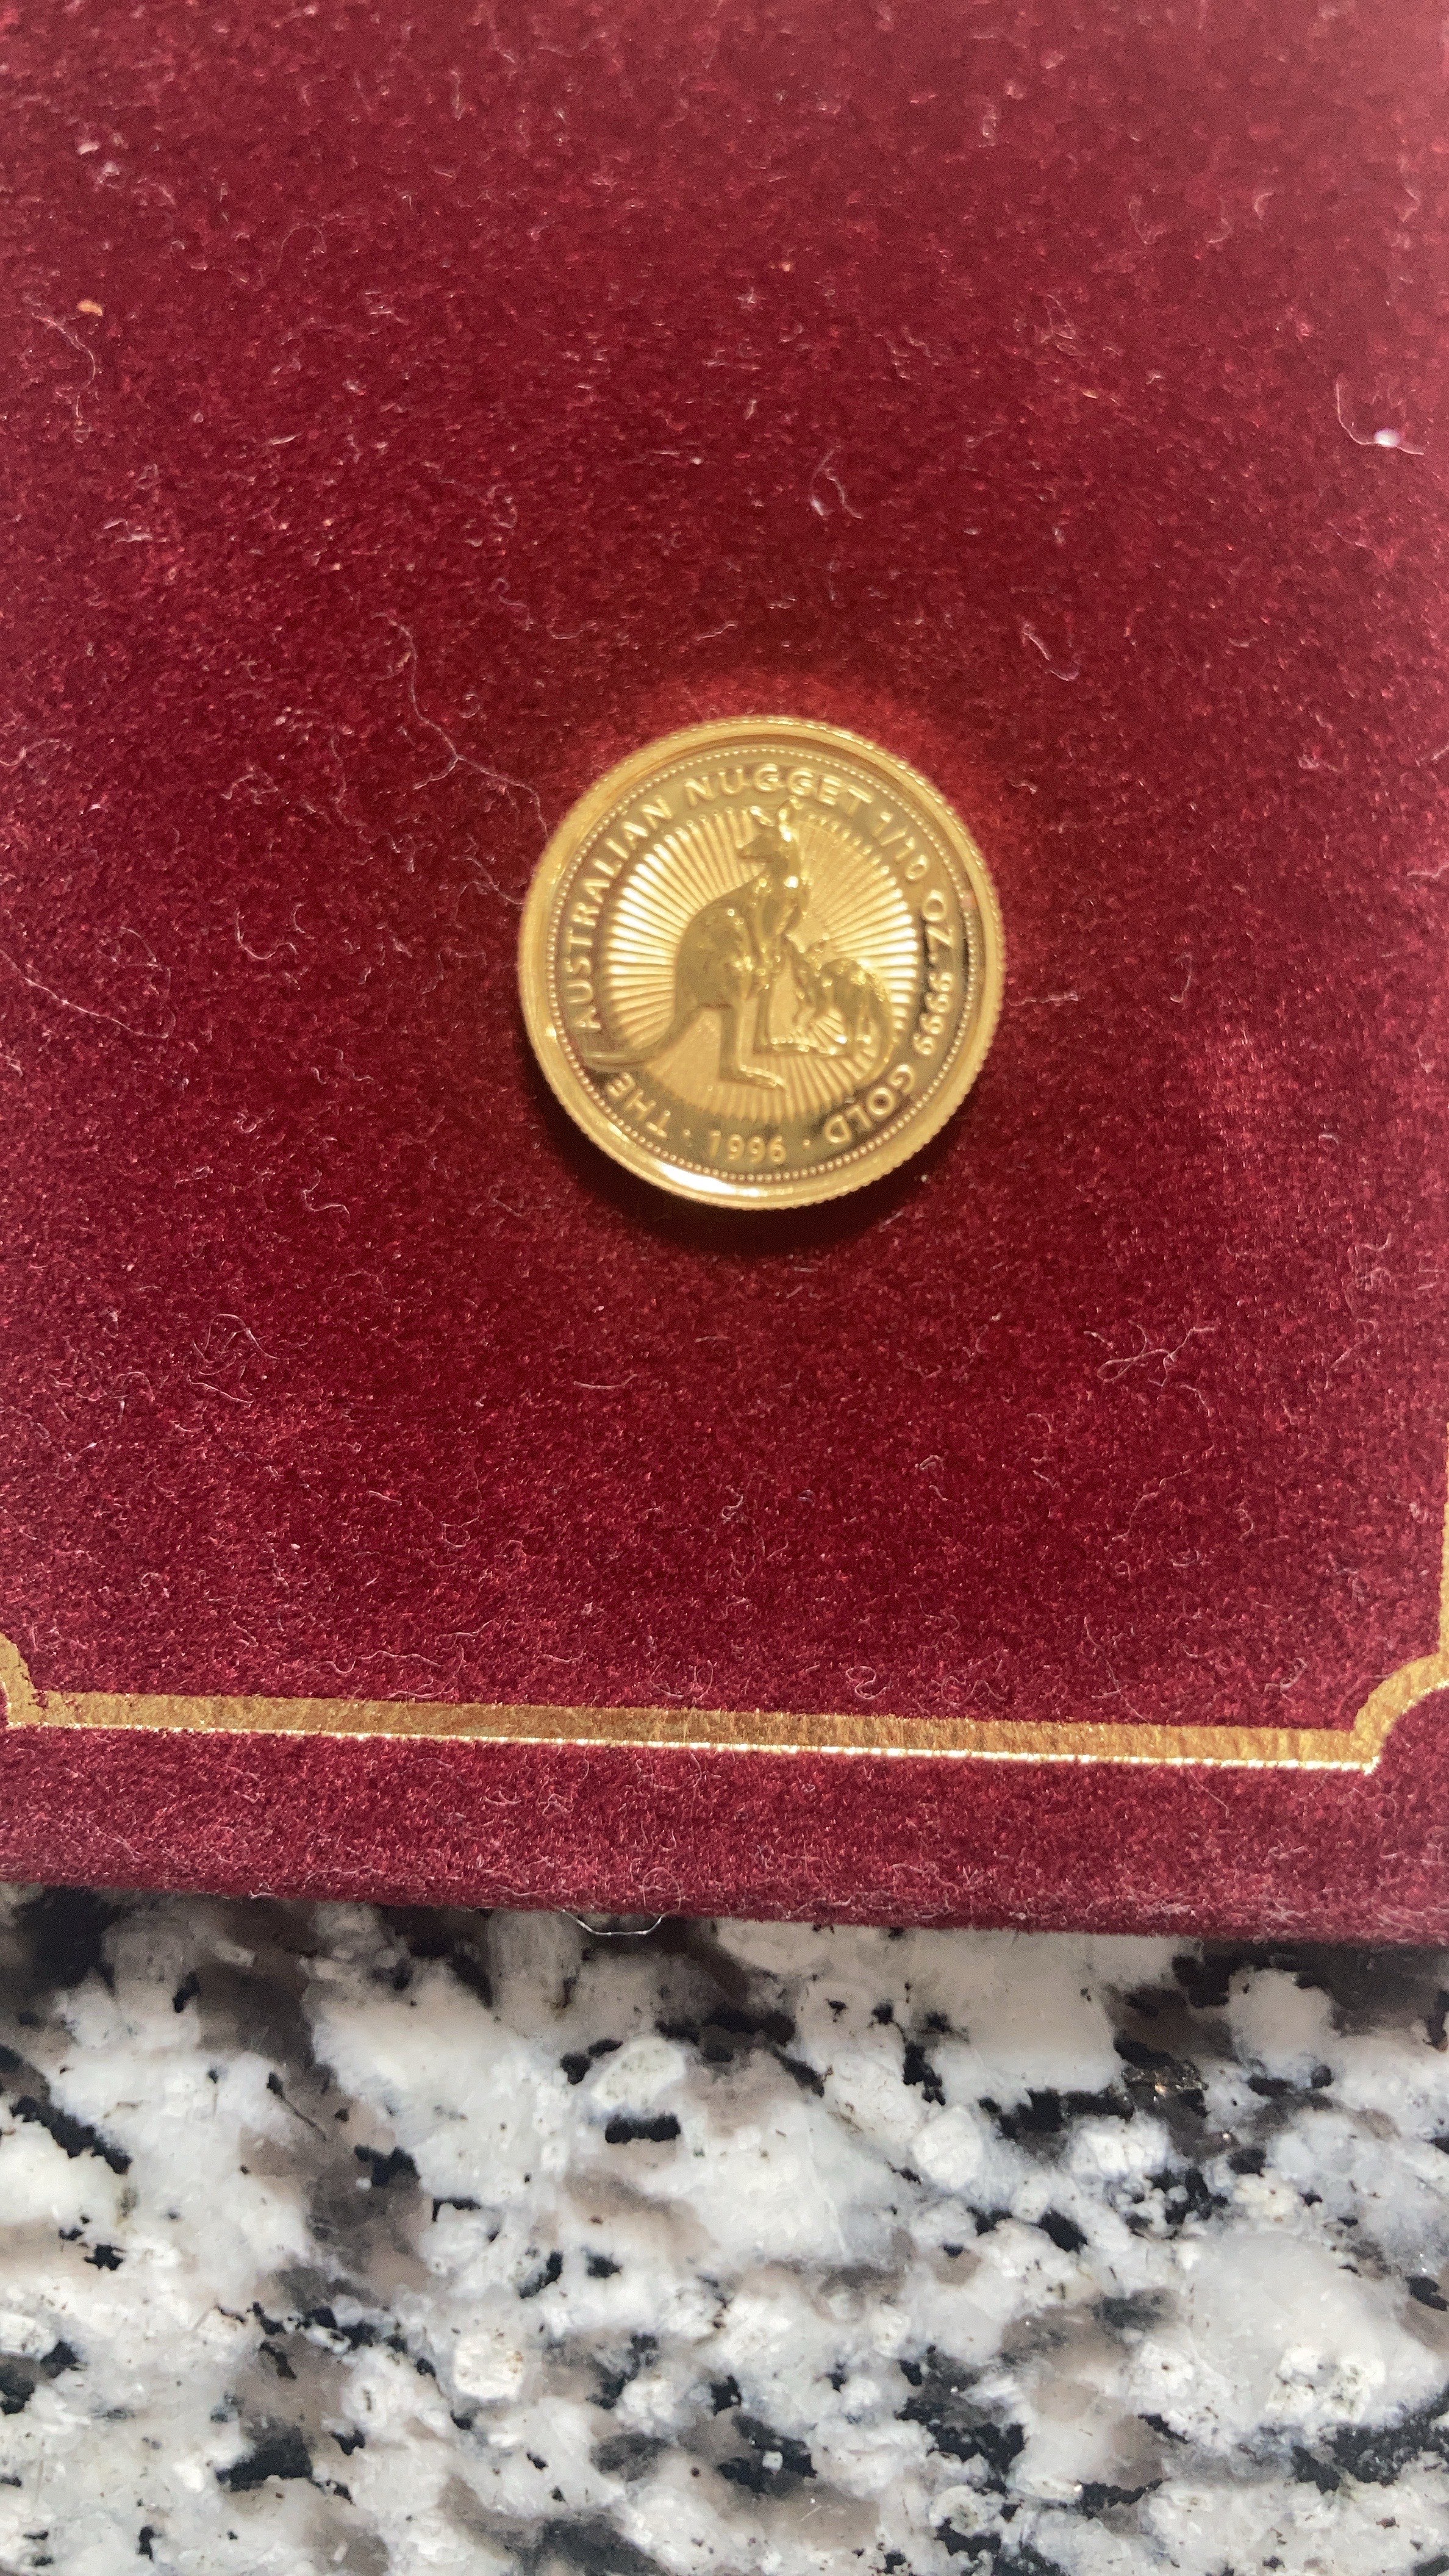 THE AUSTRALIAN NUGGET 1/10 OZ. 9999 GOLD
· 1996 ·